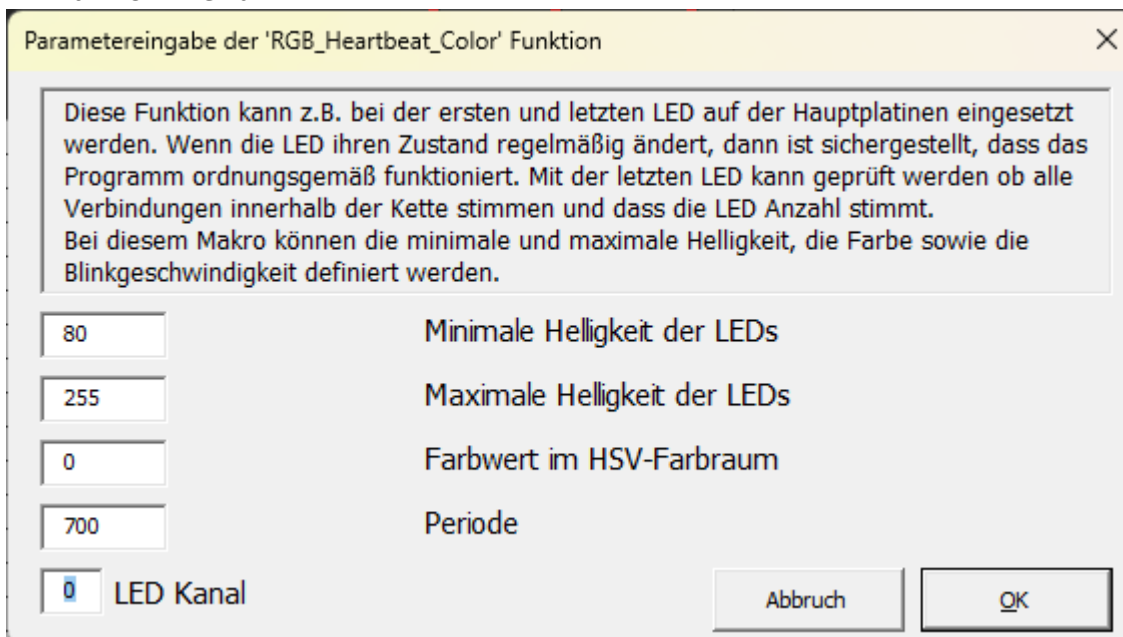 Parametereingabe der 'RGB_Heartbeat_Color' Funktion
Diese Funktion kann z.B. bei der ersten und letzten LED auf der Hauptplatinen eingesetzt
werden. Wenn die LED ihren Zustand regelmäßig ändert, dann ist sichergestellt, dass das
Programm ordnungsgemäß funktioniert. Mit der letzten LED kann geprüft werden ob alle
Verbindungen innerhalb der Kette stimmen und dass die LED Anzahl stimmt.
Bei diesem Makro können die minimale und maximale Helligkeit, die Farbe sowie die
Blinkgeschwindigkeit definiert werden.
80 Minimale Helligkeit der LEDs
255 Maximale Helligkeit der LEDs
0 Farbwert im HSV-Farbraum
700 Periode
0 LED Kanal Abbruch OK